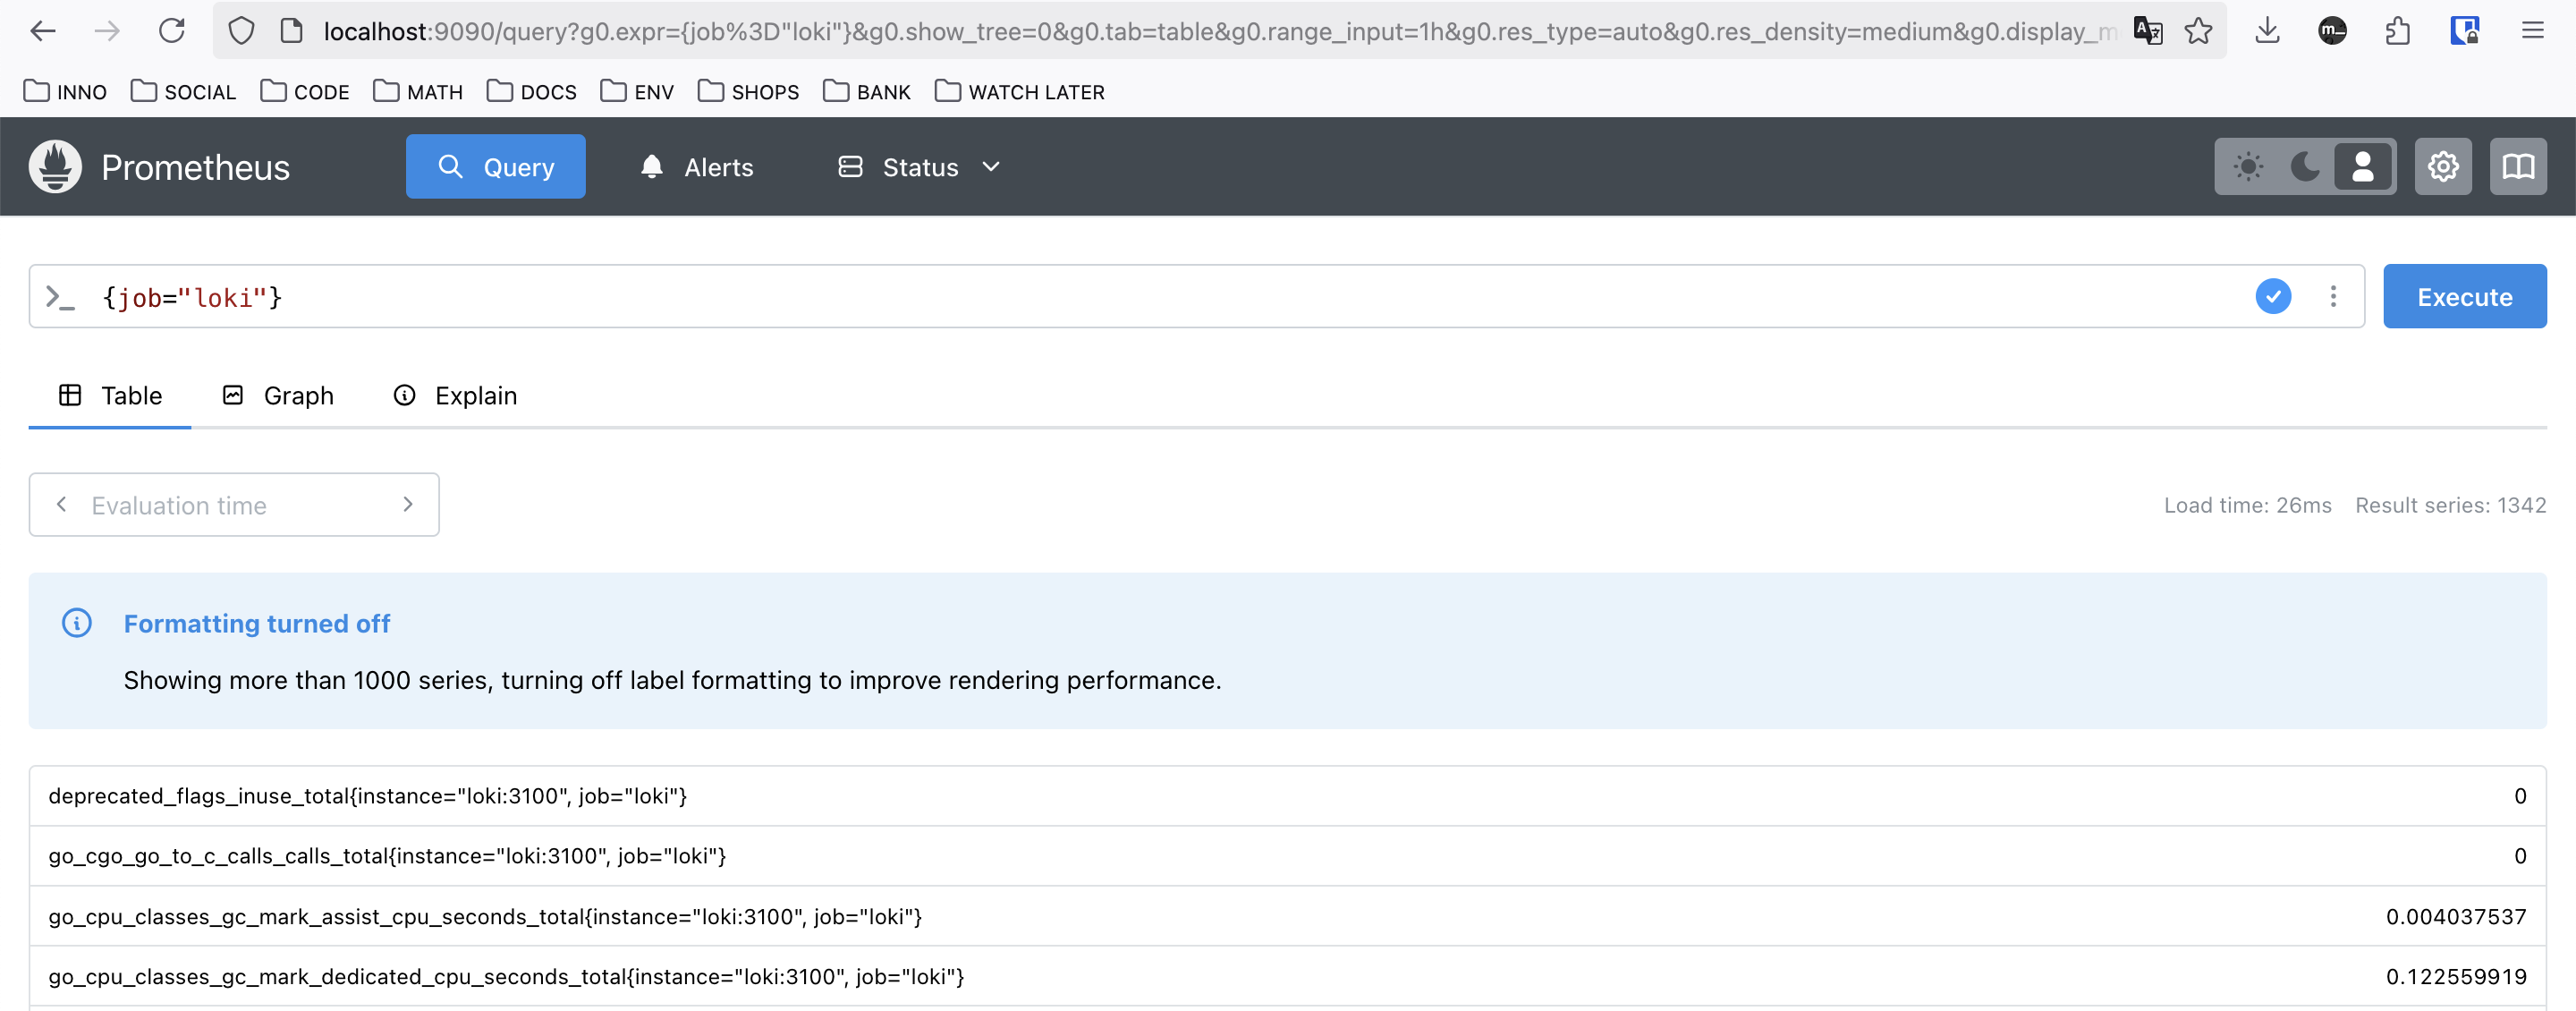 localhost:9090/query?g0.expr={job%3D"loki"}&g0.show_tree=0&g0.tab=table&g0.range_input=1h&g0.res_type=auto&g0.res_density=medium&g0.display_m
INNO SOCIAL CODE MATH DOCS ENV SHOPS BANK WATCH LATER
Prometheus Query Alerts Status
>_ {job="loki"} Execute
Table Graph Explain
Evaluation time Load time: 26ms Result series: 1342
Formatting turned off
Showing more than 1000 series, turning off label formatting to improve rendering performance.
deprecated_flags_inuse_total{instance="loki:3100", job="loki"} 0
go_cgo_go_to_c_calls_calls_total{instance="loki:3100", job="loki"} 0
go_cpu_classes_gc_mark_assist_cpu_seconds_total{instance="loki:3100", job="loki"} 0.004037537
go_cpu_classes_gc_mark_dedicated_cpu_seconds_total{instance="loki:3100", job="loki"} 0.122559919